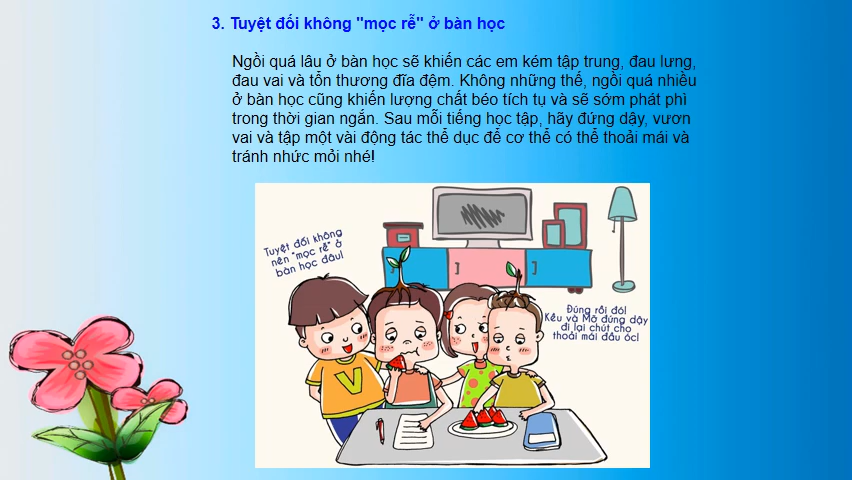 3. Tuyệt đối không "mọc rễ" ở bàn học
Ngồi quá lâu ở bàn học sẽ khiến các em kém tập trung, đau lưng,
đau vai và tổn thương đĩa đệm. Không những thế, ngồi quá nhiều
ở bàn học cũng khiến lượng chất béo tích tụ và sẽ sớm phát phì
trong thời gian ngắn. Sau mỗi tiếng học tập, hãy đứng dậy, vươn
vai và tập một vài động tác thể dục để cơ thể có thể thoải mái và
tránh nhức mỏi nhé!
Tuyệt đối không
nên "mọc rễ" ở
bàn học đâu!
Đúng rồi đó!
Kều và Mỡ đứng dậy
đi lại chút cho
thoải mái đầu óc!
V